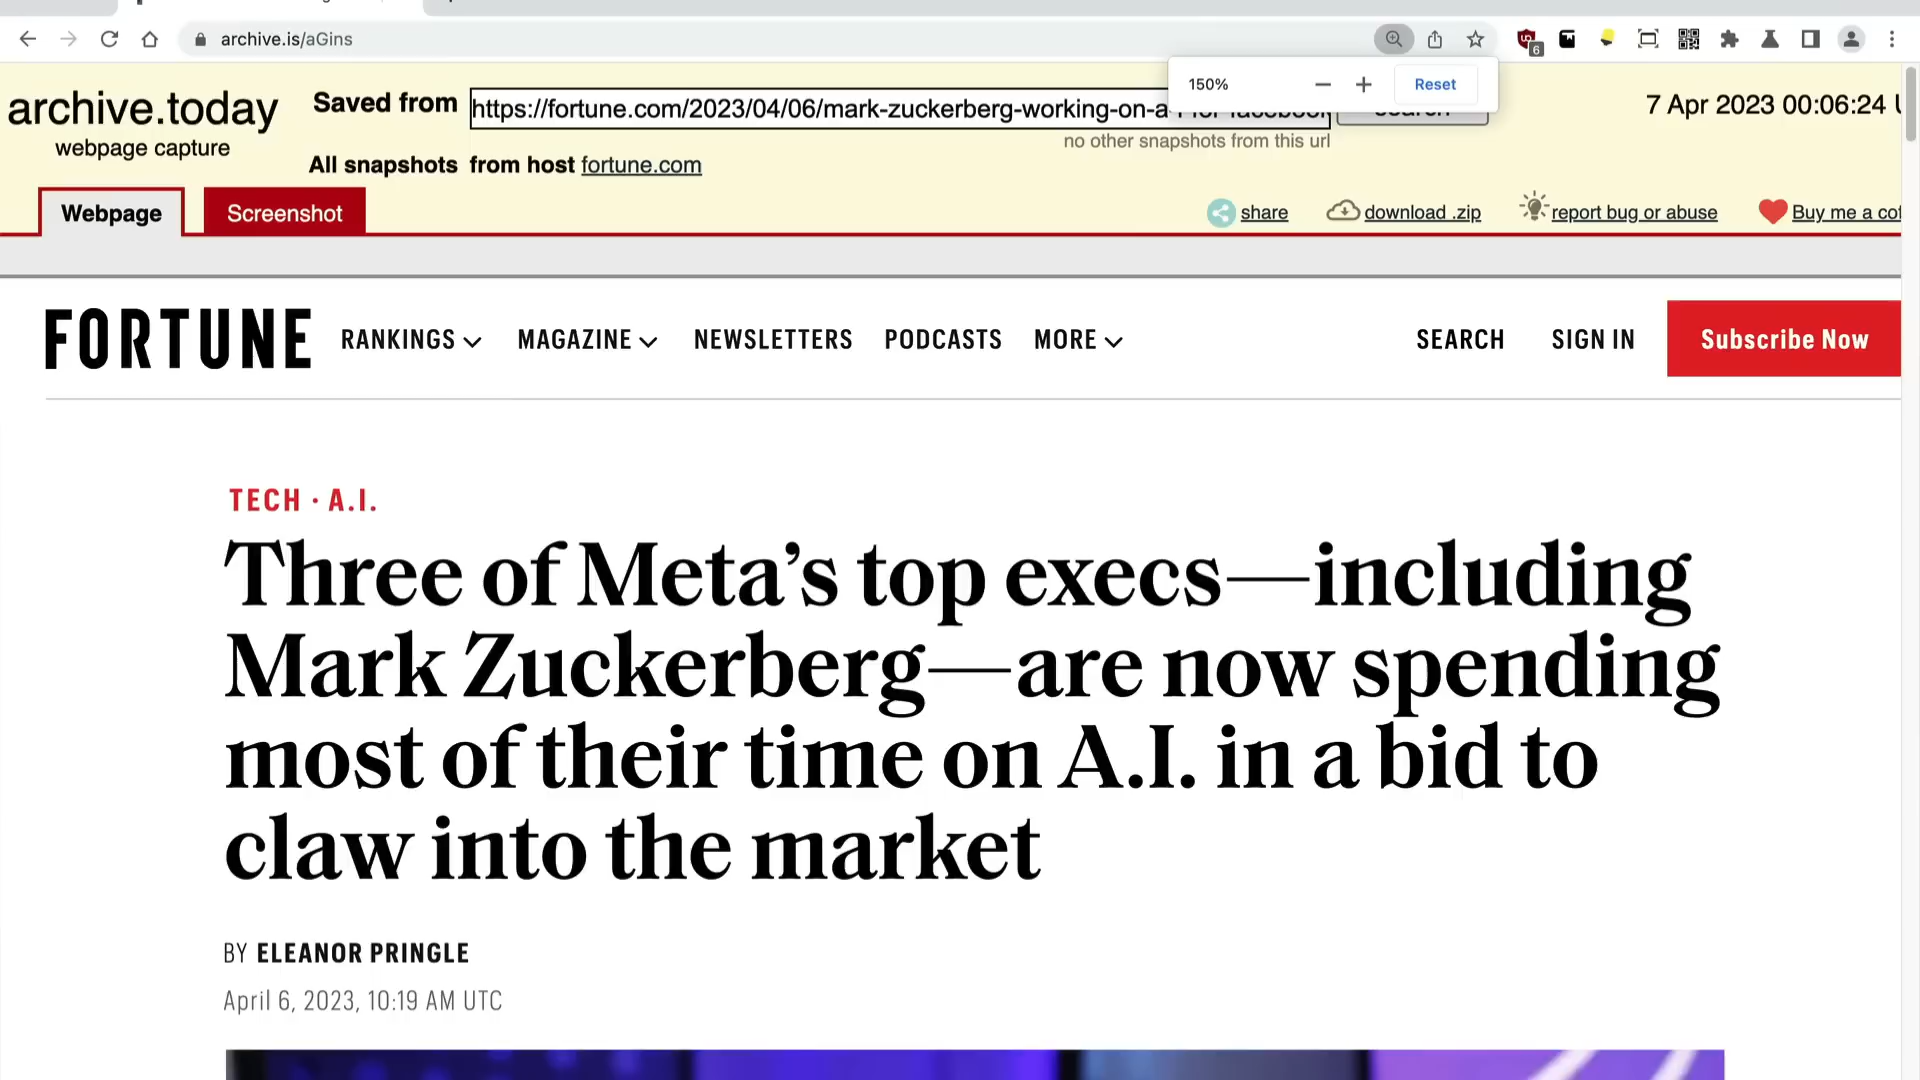 archive.is/aGins
6
150%
Reset
archive.today
webpage capture
Saved from
https://fortune.com/2023/04/06/mark-zuckerberg-working-on-a
7 Apr 2023 00:06:24
no other snapshots from this url
All snapshots from host fortune.com
Webpage
Screenshot
share
download .zip
report bug or abuse
Buy me a
FORTUNE
RANKINGS
MAGAZINE
NEWSLETTERS
PODCASTS
MORE
SEARCH
SIGN IN
Subscribe Now
TECH · A.I.
Three of Meta’s top execs—including
Mark Zuckerberg—are now spending
most of their time on A.I. in a bid to
claw into the market
BY ELEANOR PRINGLE
April 6, 2023, 10:19 AM UTC